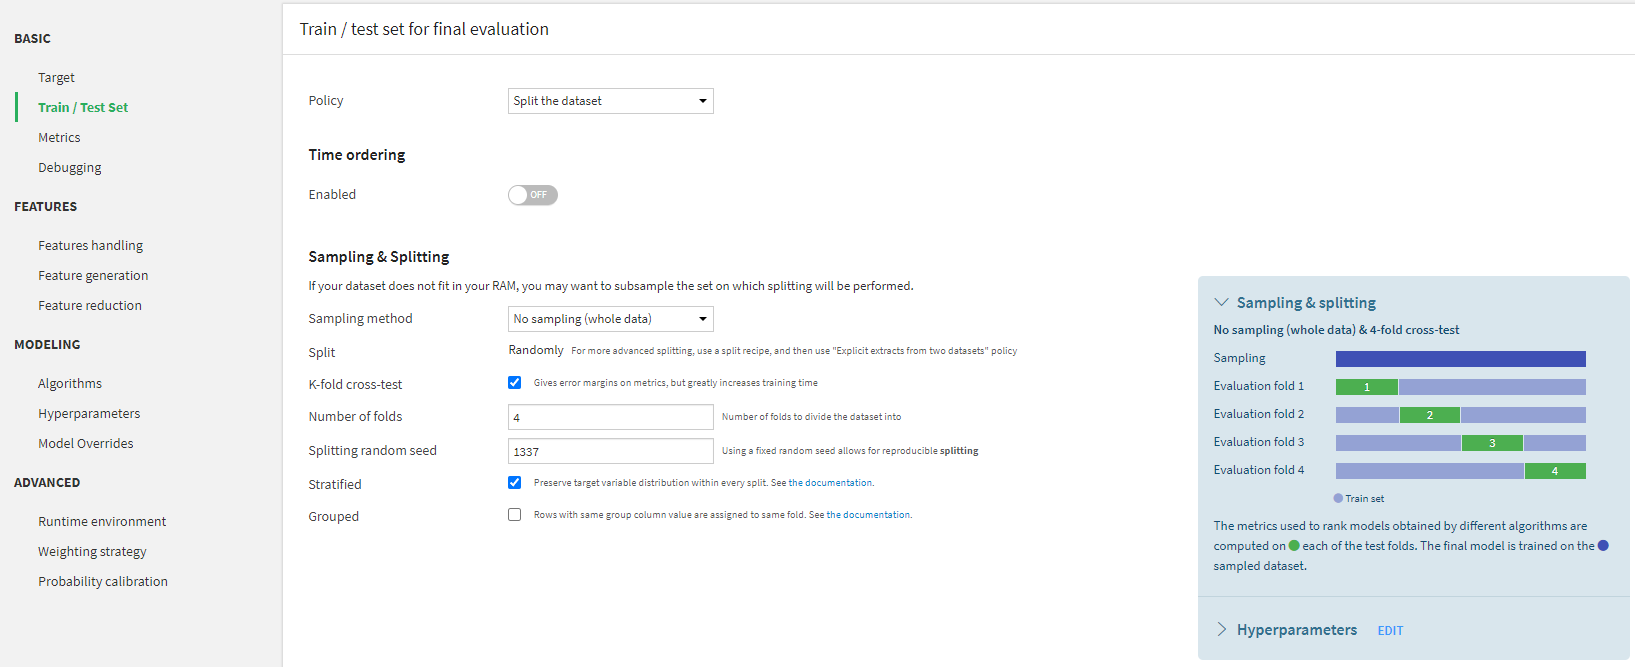 BASIC
Target
Train / Test Set
Metrics
Debugging
FEATURES
Features handling
Feature generation
Feature reduction
MODELING
Algorithms
Hyperparameters
Model Overrides
ADVANCED
Runtime environment
Weighting strategy
Probability calibration
Train / test set for final evaluation
Policy Split the dataset
Time ordering
Enabled OFF
Sampling & Splitting
If your dataset does not fit in your RAM, you may want to subsample the set on which splitting will be performed.
Sampling method No sampling (whole data)
Split Randomly For more advanced splitting, use a split recipe, and then use "Explicit extracts from two datasets" policy
K-fold cross-test Gives error margins on metrics, but greatly increases training time
Number of folds 4 Number of folds to divide the dataset into
Splitting random seed 1337 Using a fixed random seed allows for reproducible splitting
Stratified Preserve target variable distribution within every split. See the documentation.
Grouped Rows with same group column value are assigned to same fold. See the documentation.
Sampling & splitting
No sampling (whole data) & 4-fold cross-test
Sampling
Evaluation fold 1 1
Evaluation fold 2 2
Evaluation fold 3 3
Evaluation fold 4 4
Train set
The metrics used to rank models obtained by different algorithms are
computed on each of the test folds. The final model is trained on the
sampled dataset.
Hyperparameters EDIT